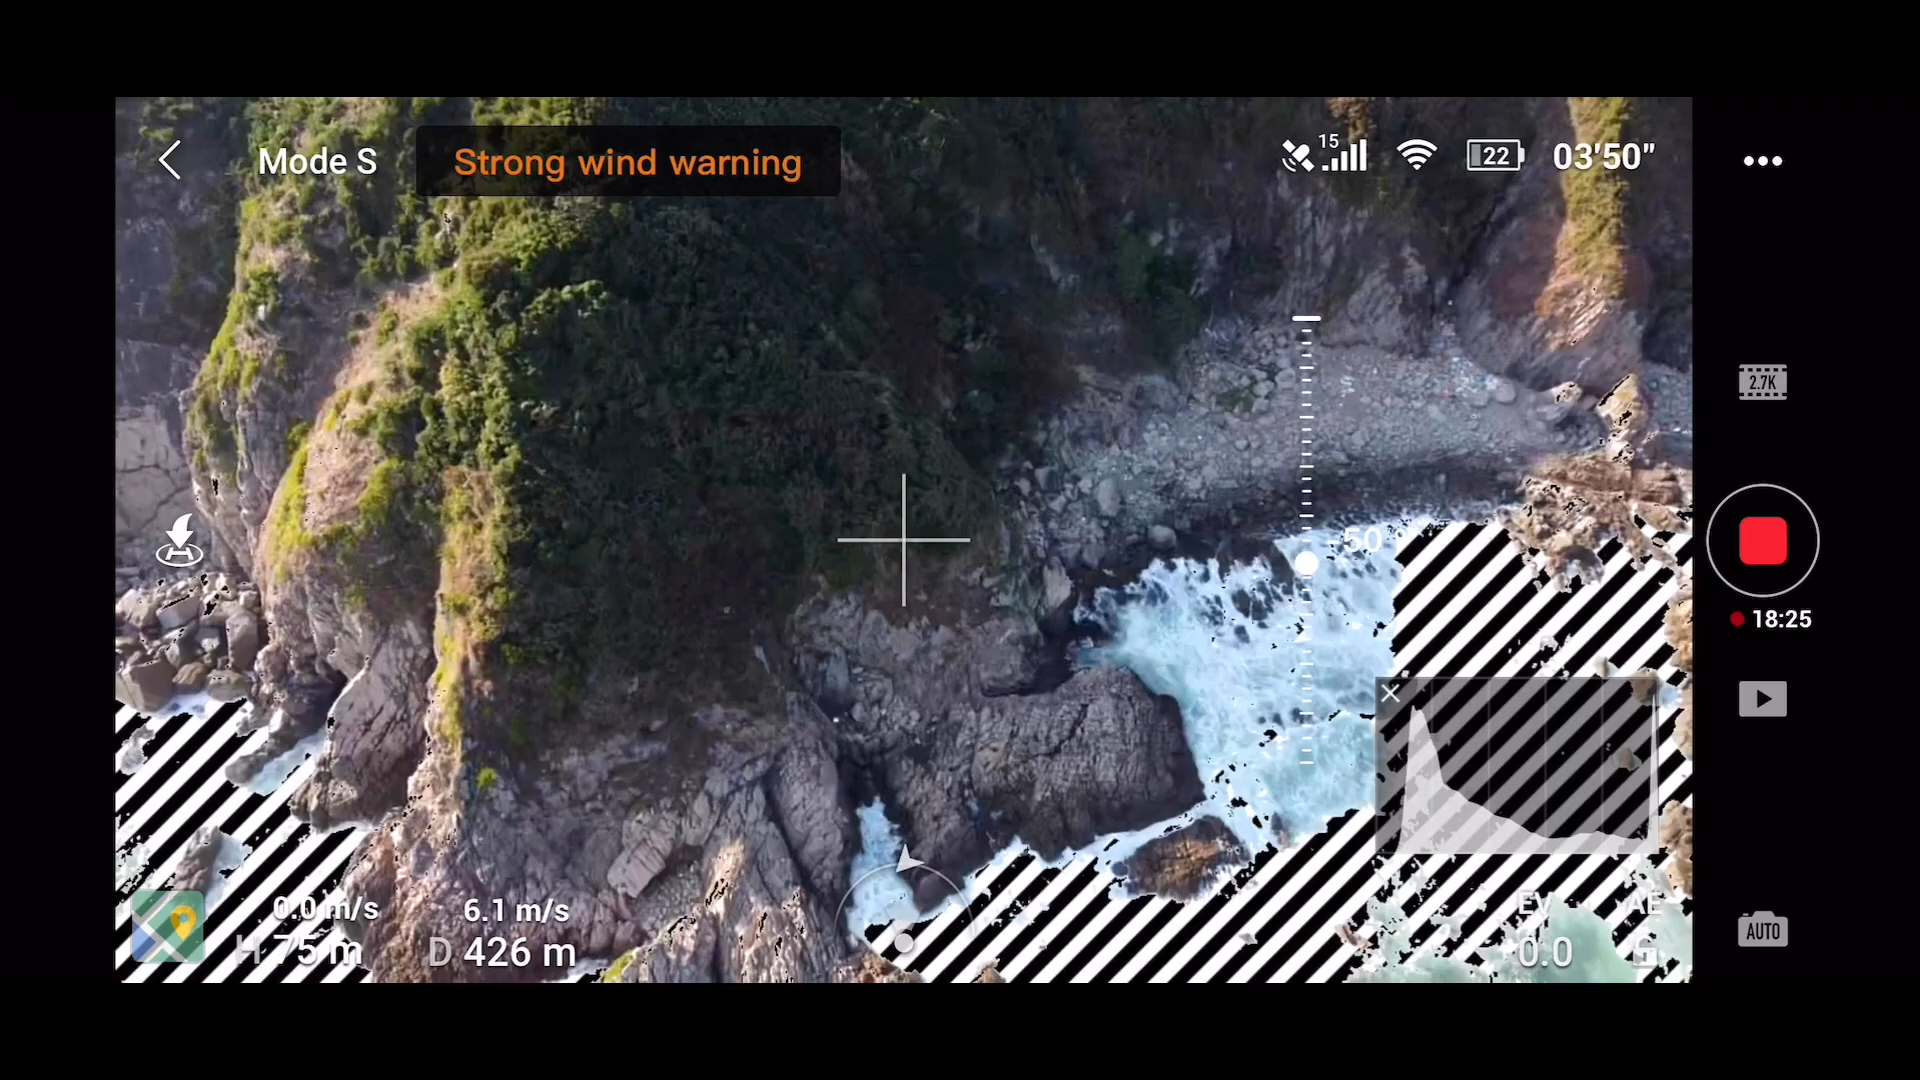 Mode S
Strong wind warning
15
22
03'50"
2.7K
-50
18:25
0.0 m/s
6.1 m/s
H 75 m
D 426 m
EV
AE
0.0
AUTO